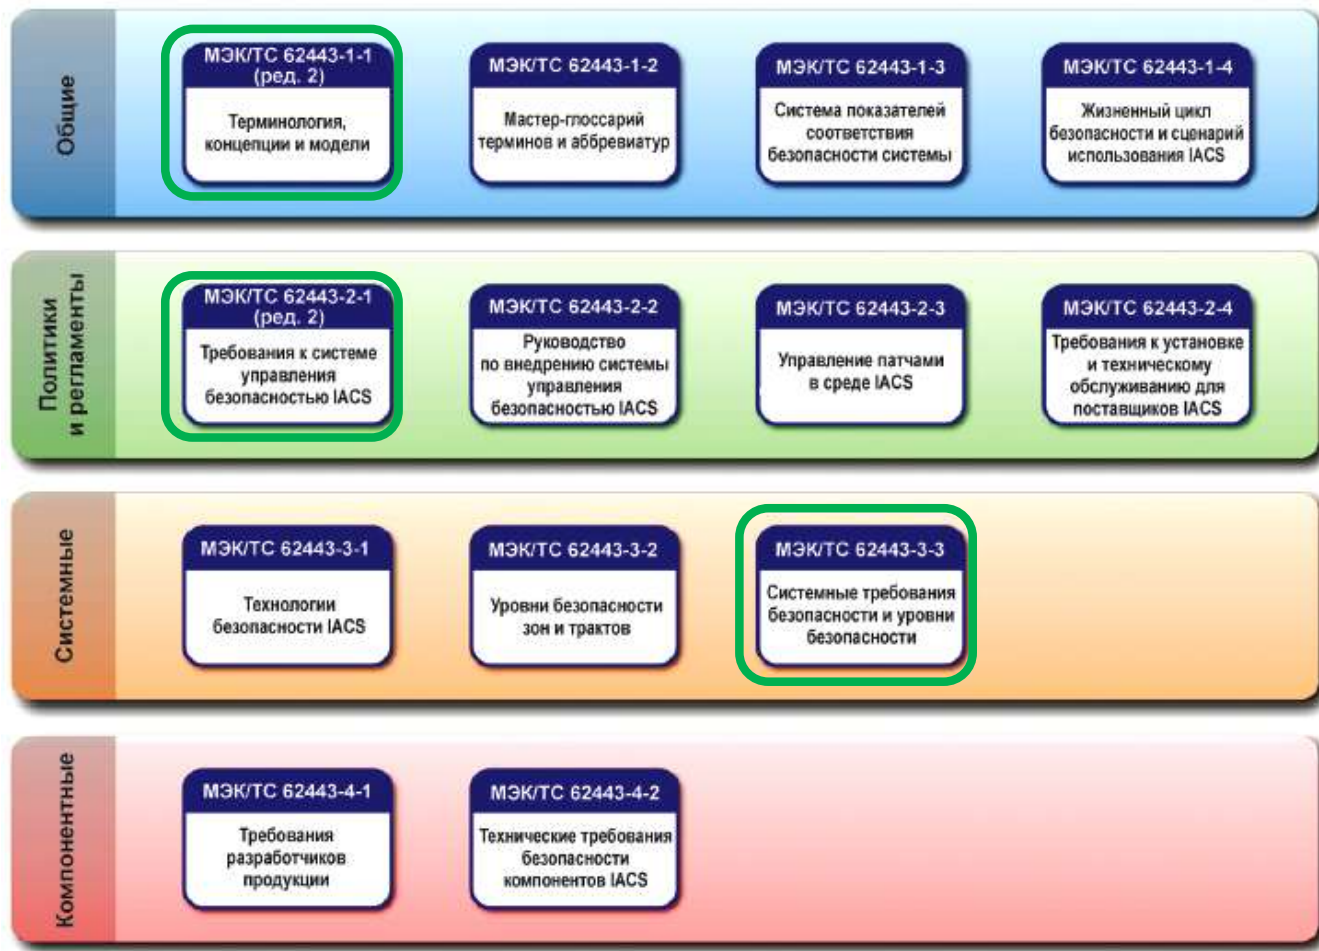 Общие
МЭК/ТС 62443-1-1
(ред. 2)
Терминология,
концепции и модели
МЭК/ТС 62443-1-2
Мастер-глоссарий
терминов и аббревиатур
МЭК/ТС 62443-1-3
Система показателей
соответствия
безопасности системы
МЭК/ТС 62443-1-4
Жизненный цикл
безопасности и сценарий
использования IACS
Политики
и регламенты
МЭК/ТС 62443-2-1
(ред. 2)
Требования к системе
управления
безопасностью IACS
МЭК/ТС 62443-2-2
Руководство
по внедрению системы
управления
безопасностью IACS
МЭК/ТС 62443-2-3
Управление патчами
в среде IACS
МЭК/ТС 62443-2-4
Требования к установке
и техническому
обслуживанию для
поставщиков IACS
Системные
МЭК/ТС 62443-3-1
Технологии
безопасности IACS
МЭК/ТС 62443-3-2
Уровни безопасности
зон и трактов
МЭК/ТС 62443-3-3
Системные требования
безопасности и уровни
безопасности
Компонентные
МЭК/ТС 62443-4-1
Требования
разработчиков
продукции
МЭК/ТС 62443-4-2
Технические требования
безопасности
компонентов IACS